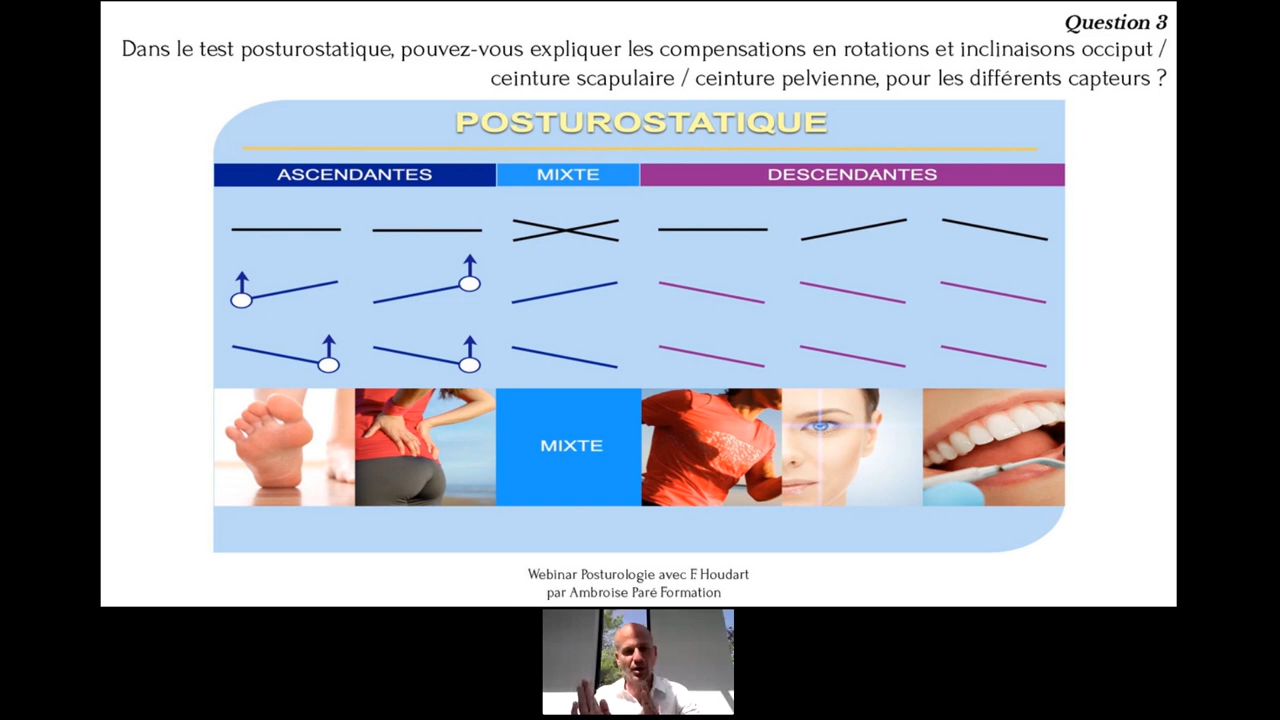 Question 3
Dans le test posturostatique, pouvez-vous expliquer les compensations en rotations et inclinaisons occiput /
ceinture scapulaire / ceinture pelvienne, pour les différents capteurs ?
POSTUROSTATIQUE
ASCENDANTES MIXTE DESCENDANTES
MIXTE
Webinar Posturologie avec F. Houdart
par Ambroise Paré Formation